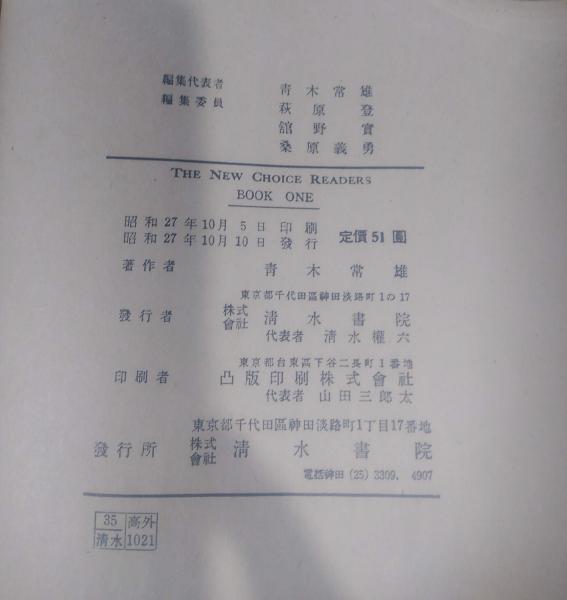 編集代表者 青木常雄
編集委員 萩原登
舘野實
桑原義勇
THE NEW CHOICE READERS
BOOK ONE
昭和27年10月5日印刷
昭和27年10月10日發行 定價51圓
著作者 青木常雄
東京都千代田區神田淡路町1の17
發行者 株式會社 清水書院
代表者 清水權六
東京都台東區下谷二長町1番地
印刷者 凸版印刷株式會社
代表者 山田三郎太
東京都千代田區神田淡路町1丁目17番地
發行所 株式會社 清水書院
電話神田 (25) 3309, 4907
35 高外
清水 1021